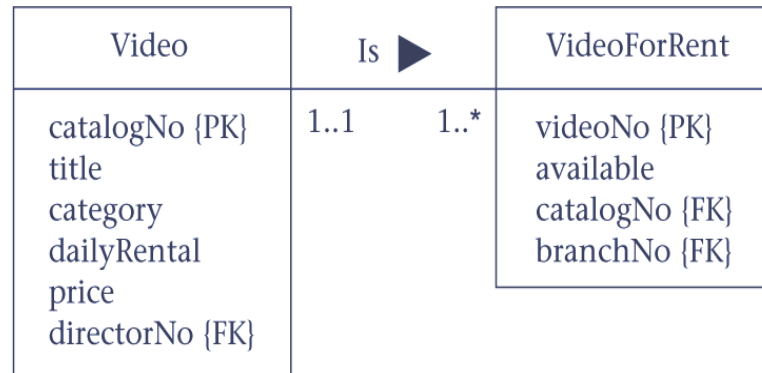 Video
Is ▶
VideoForRent
catalogNo {PK}
title
category
dailyRental
price
directorNo {FK}
1..1
1..*
videoNo {PK}
available
catalogNo {FK}
branchNo {FK}